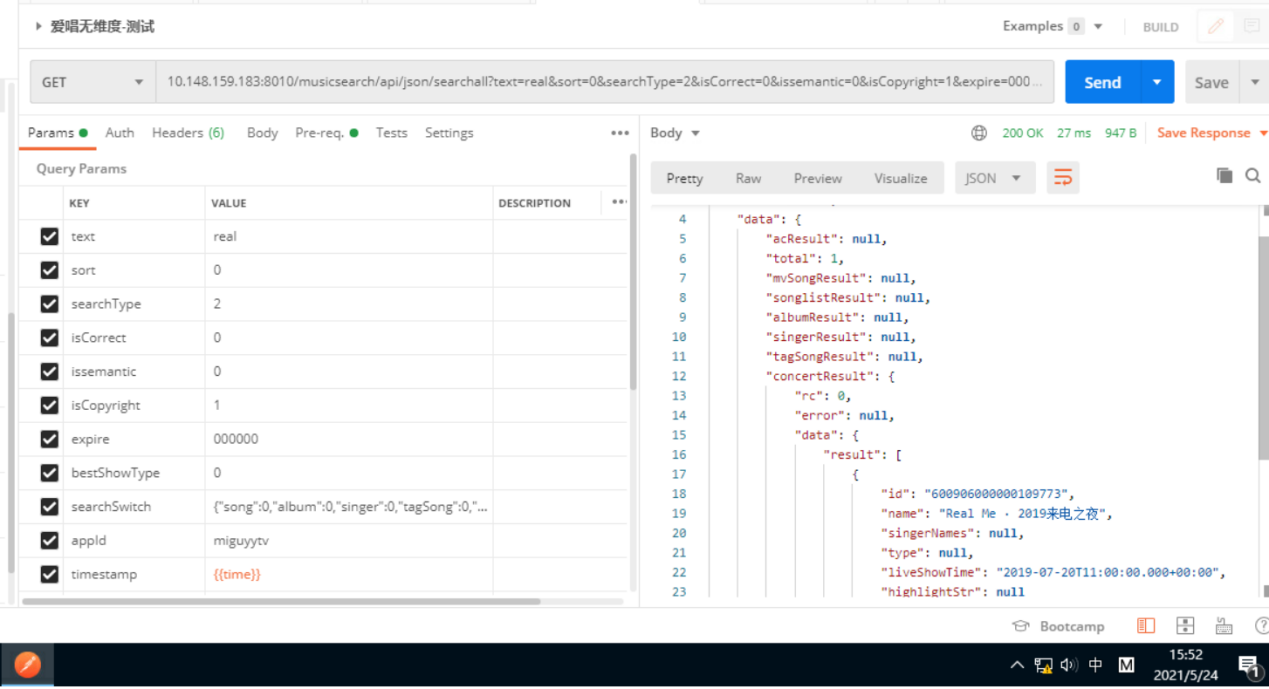 爱唱无维度-测试
Examples 0
BUILD
GET
10.148.159.183:8010/musicsearch/api/json/searchall?text=real&sort=0&searchType=2&isCorrect=0&issemantic=0&isCopyright=1&expire=000...
Send
Save
Params
Auth
Headers (6)
Body
Pre-req.
Tests
Settings
Body
200 OK
27 ms
947 B
Save Response
Query Params
Pretty
Raw
Preview
Visualize
JSON
KEY VALUE DESCRIPTION
text real
sort 0
searchType 2
isCorrect 0
issemantic 0
isCopyright 1
expire 000000
bestShowType 0
searchSwitch {"song":0,"album":0,"singer":0,"tagSong":0,"...
appId miguyytv
timestamp {{time}}
4 "data": {
5 "acResult": null,
6 "total": 1,
7 "mvSongResult": null,
8 "songlistResult": null,
9 "albumResult": null,
10 "singerResult": null,
11 "tagSongResult": null,
12 "concertResult": {
13 "rc": 0,
14 "error": null,
15 "data": {
16 "result": [
17 {
18 "id": "600906000000109773",
19 "name": "Real Me · 2019来电之夜",
20 "singerNames": null,
21 "type": null,
22 "liveShowTime": "2019-07-20T11:00:00.000+00:00",
23 "highlightStr": null
Bootcamp
中
M
15:52
2021/5/24
1